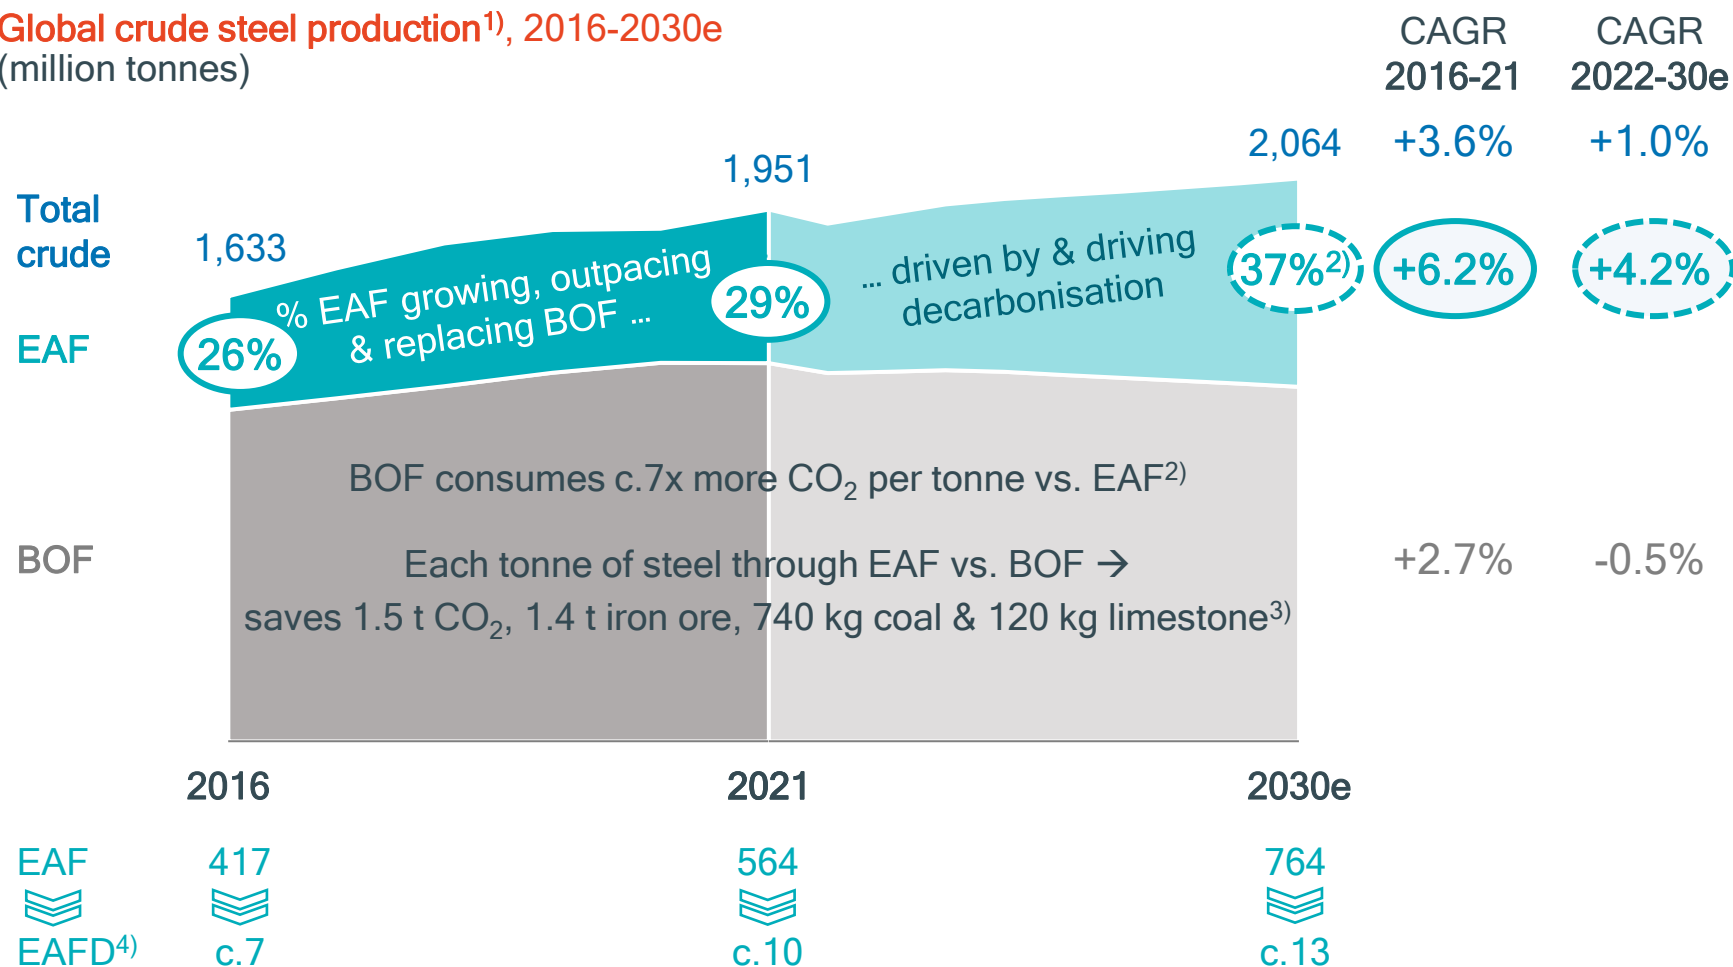 Global crude steel production1), 2016-2030e
(million tonnes)
CAGR
2016-21
CAGR
2022-30e
2,064
+3.6%
+1.0%
1,951
Total
crude
1,633
% EAF growing, outpacing
& replacing BOF ...
29%
... driven by & driving
decarbonisation
37%2)
+6.2%
+4.2%
EAF
26%
BOF consumes c.7x more CO2 per tonne vs. EAF2)
BOF
Each tonne of steel through EAF vs. BOF →
saves 1.5 t CO2, 1.4 t iron ore, 740 kg coal & 120 kg limestone3)
+2.7%
-0.5%
2016
2021
2030e
EAF
417
564
764
EAFD4)
c.7
c.10
c.13